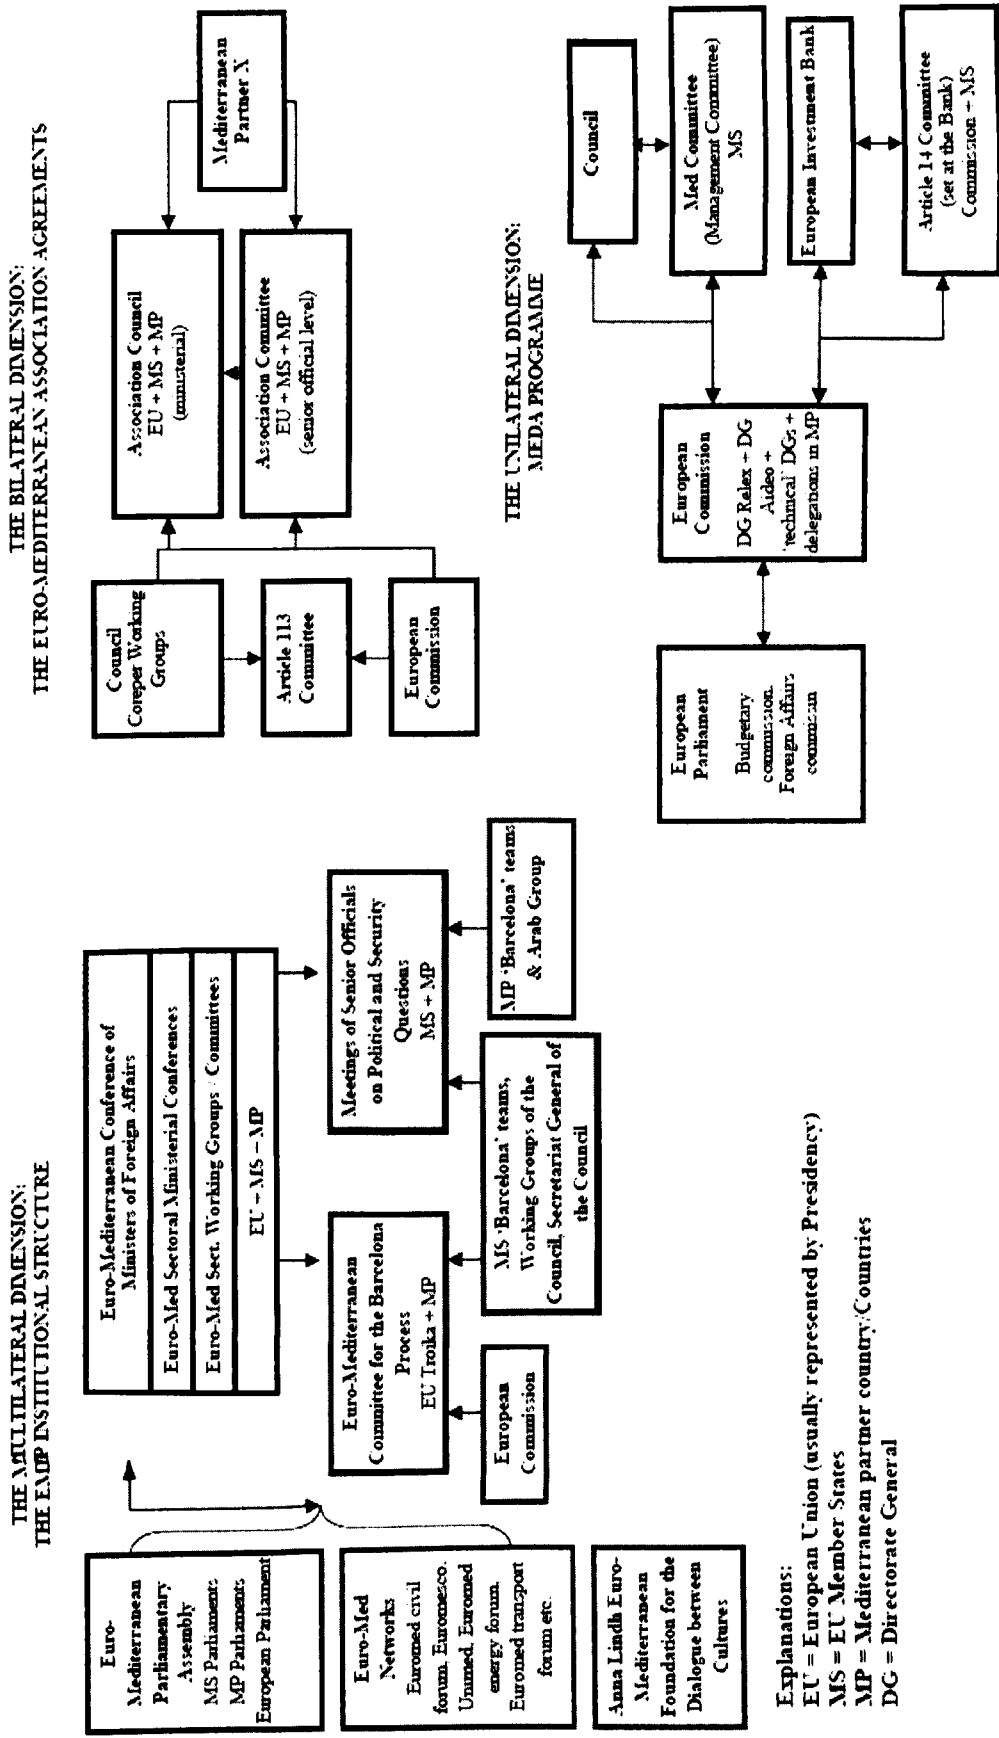 THE MULTILATERAL DIMENSION:
THE EMP INSTITUTIONAL STRUCTURE
Euro-
Mediterranean
Parliamentary
Assembly
MS Parliaments
MP Parliaments
European Parliament
Euro-Med
Networks
Euromed civil
forum, Euromesco,
Unimed, Euromed
energy forum,
Euromed transport
forum etc.
Anna Lindh Euro-
Mediterranean
Foundation for the
Dialogue between
Cultures
Euro-Mediterranean Conference of
Ministers of Foreign Affairs
Euro-Med Sectoral Ministerial Conferences
Euro-Med Sect. Working Groups / Committees
EU + MS + MP
Euro-Mediterranean
Committee for the Barcelona
Process
EU Troika + MP
Meetings of Senior Officials
on Political and Security
Questions
MS + MP
European
Commission
MS 'Barcelona' teams,
Working Groups of the
Council, Secretariat General of
the Council
MP 'Barcelona' teams
& Arab Group
Explanations:
EU = European Union (usually represented by Presidency)
MS = EU Member States
MP = Mediterranean partner country/Countries
DG = Directorate General
THE BILATERAL DIMENSION:
THE EURO-MEDITERRANEAN ASSOCIATION AGREEMENTS
Council
Coreper Working
Groups
Article 113
Committee
European
Commission
Association Council
EU + MS + MP
(ministerial)
Association Committee
EU + MS + MP
(senior official level)
Mediterranean
Partner X
THE UNILATERAL DIMENSION:
MEDA PROGRAMME
European
Parliament
Budgetary
commission,
Foreign Affairs
commissin
European
Commission
DG Relex + DG
Aideo +
'technical' DGs +
delegations in MP
Council
Med Committee
(Management Committee)
MS
European Investment Bank
Article 14 Committee
(set at the Bank)
Commission + MS